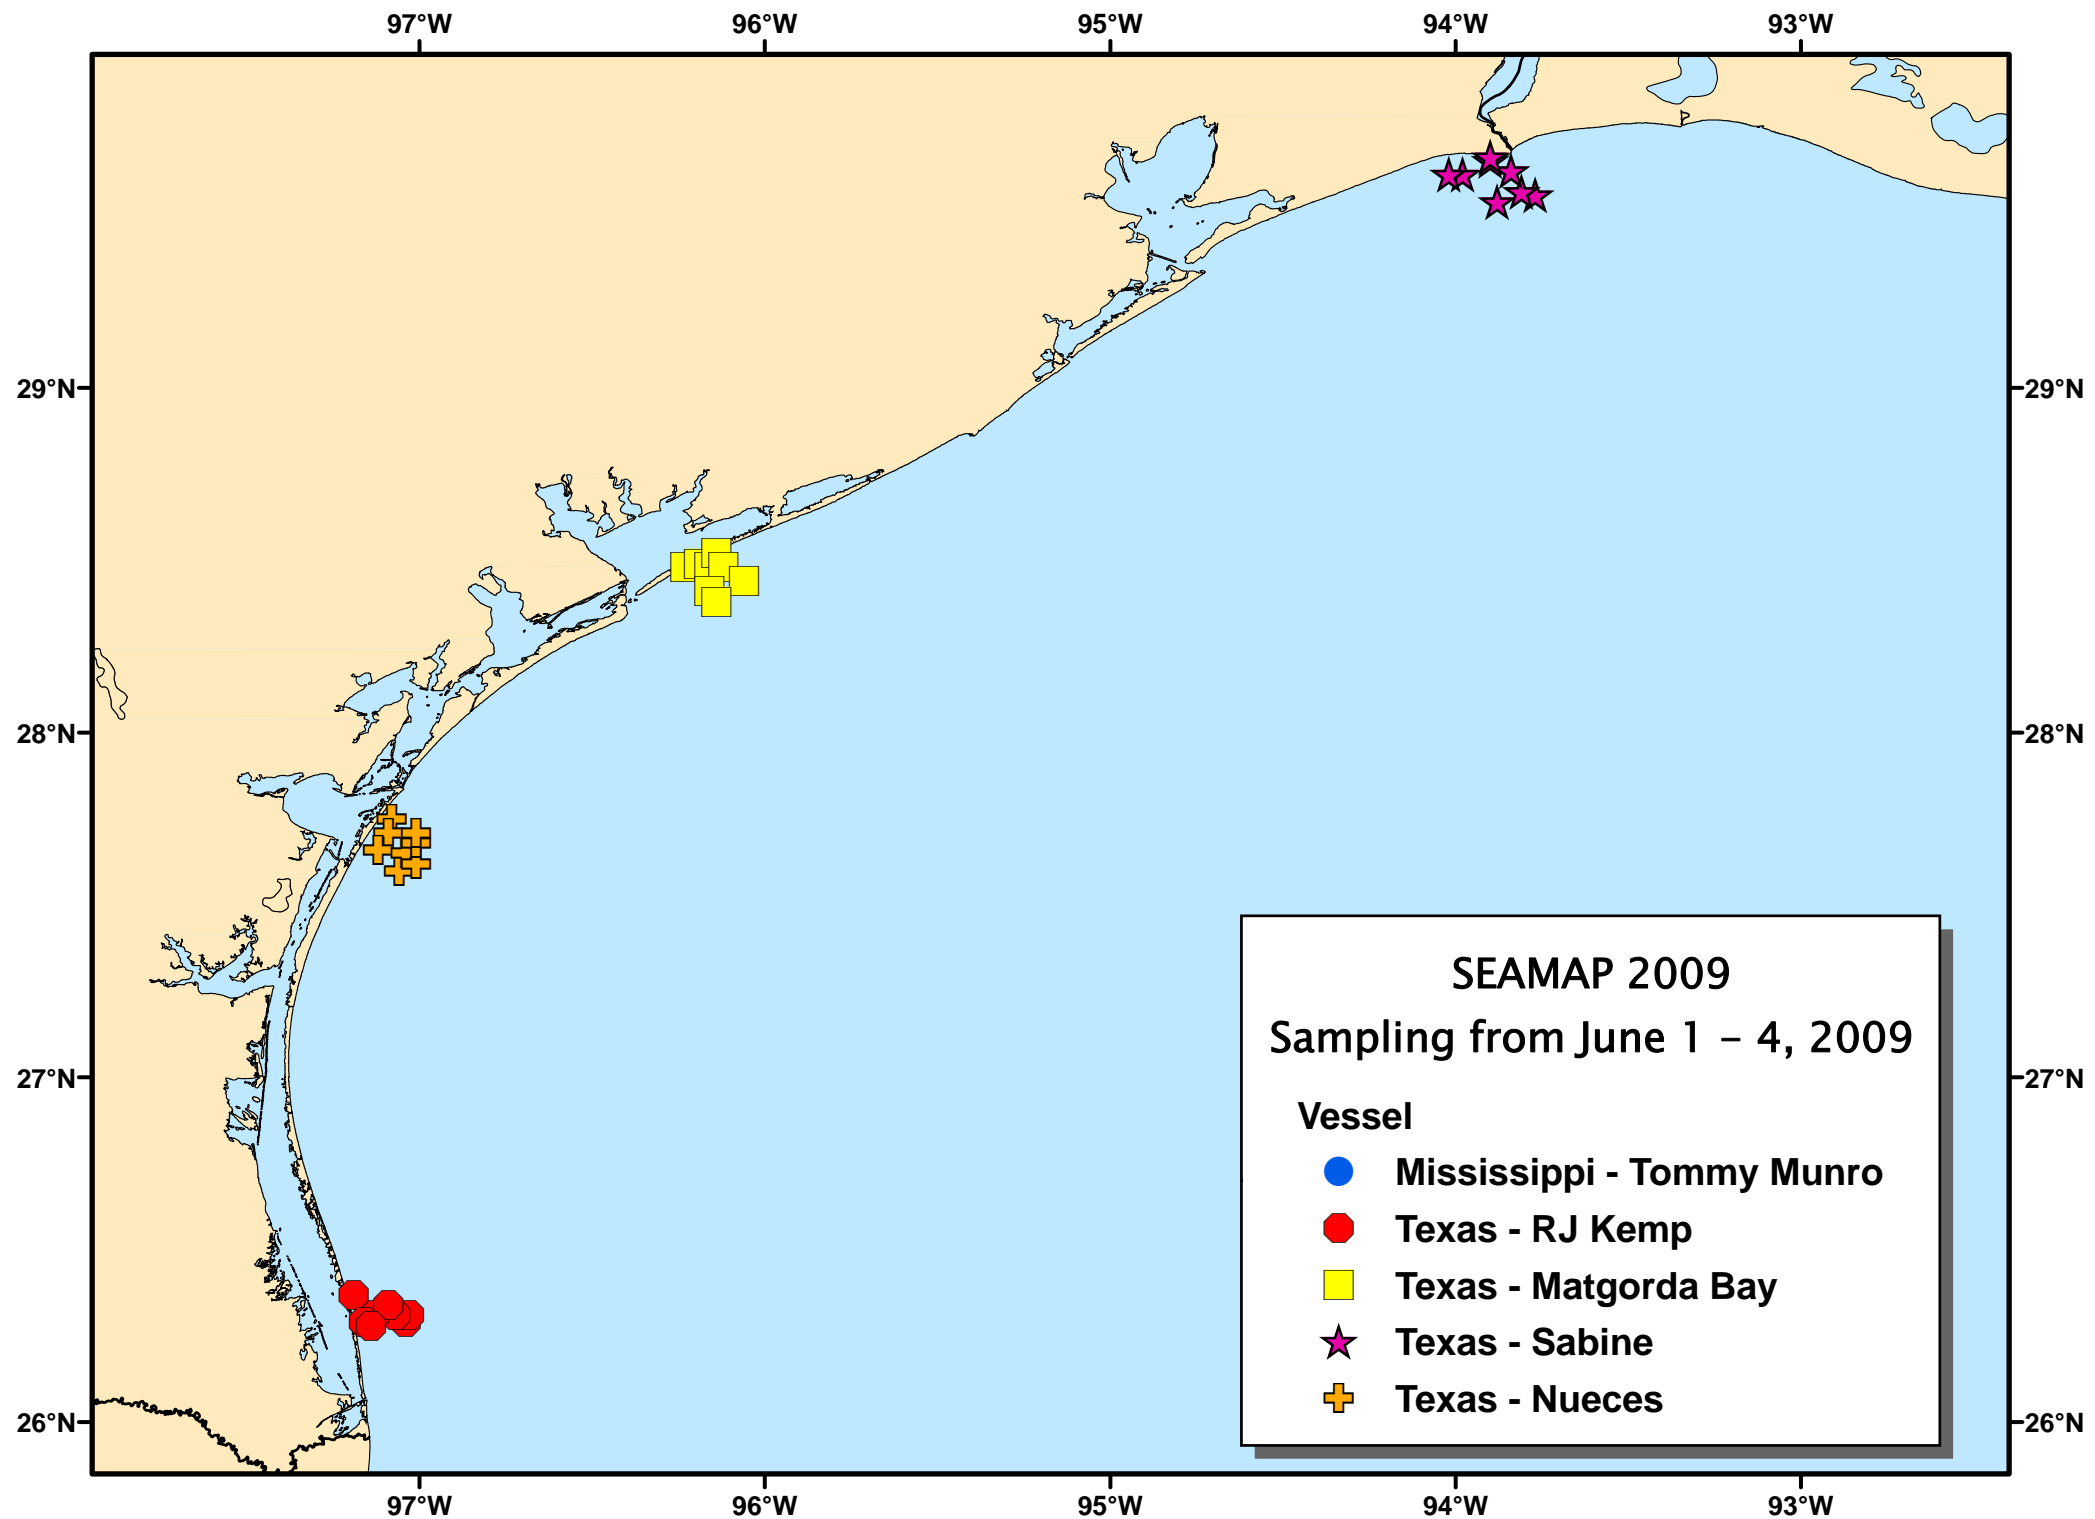 97°W 96°W 95°W 94°W 93°W
29°N 29°N
28°N 28°N
27°N 27°N
26°N 26°N
SEAMAP 2009
Sampling from June 1 – 4, 2009
Vessel
Mississippi - Tommy Munro
Texas - RJ Kemp
Texas - Matgorda Bay
Texas - Sabine
Texas - Nueces
97°W 96°W 95°W 94°W 93°W